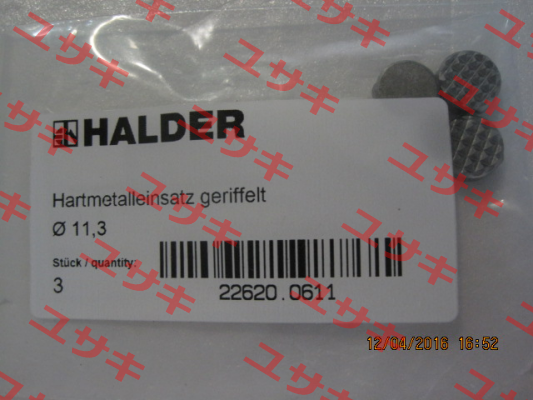 HALDER
Hartmetalleinsatz geriffelt
Ø 11,3
Stück / quantity:
3
22620.0611
12/04/2016 16:52
ユサキ